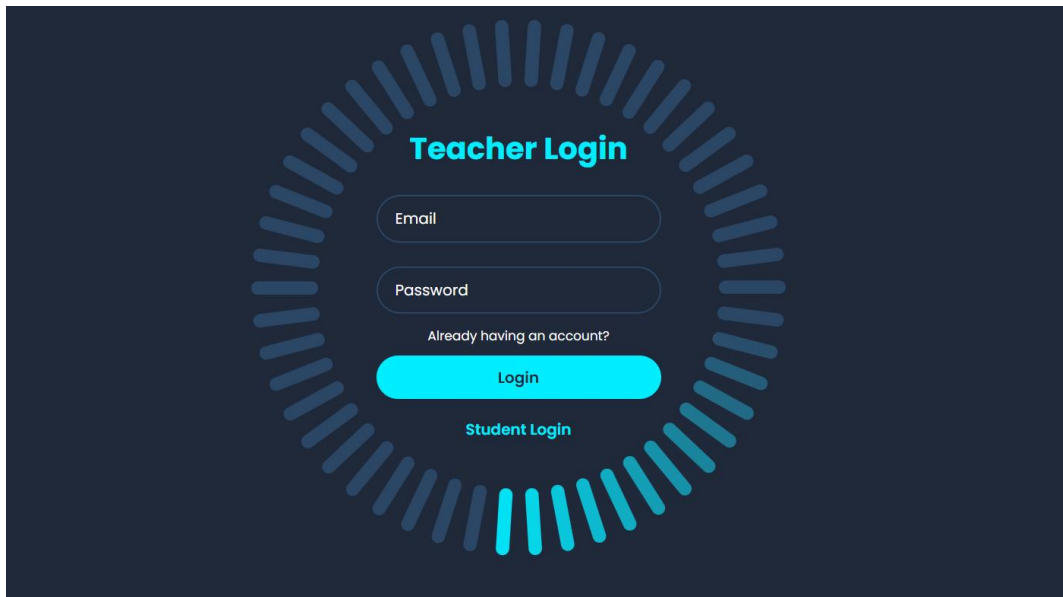 Teacher Login
Email
Password
Already having an account?
Login
Student Login